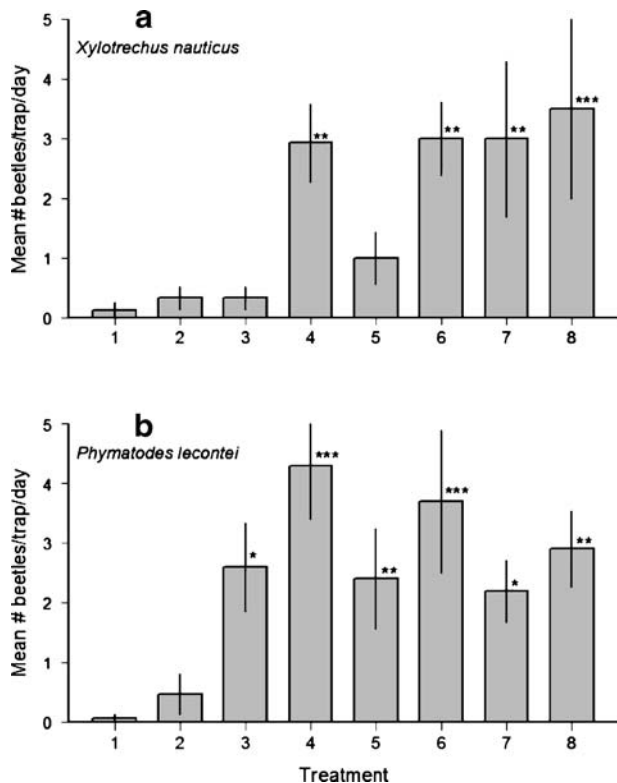 a
Xylotrechus nauticus
Mean # beetles/trap/day
5
4
3
2
1
0
** ** ** ***
1 2 3 4 5 6 7 8
b
Phymatodes lecontei
Mean # beetles/trap/day
5
4
3
2
1
0
* *** ** *** * **
1 2 3 4 5 6 7 8
Treatment